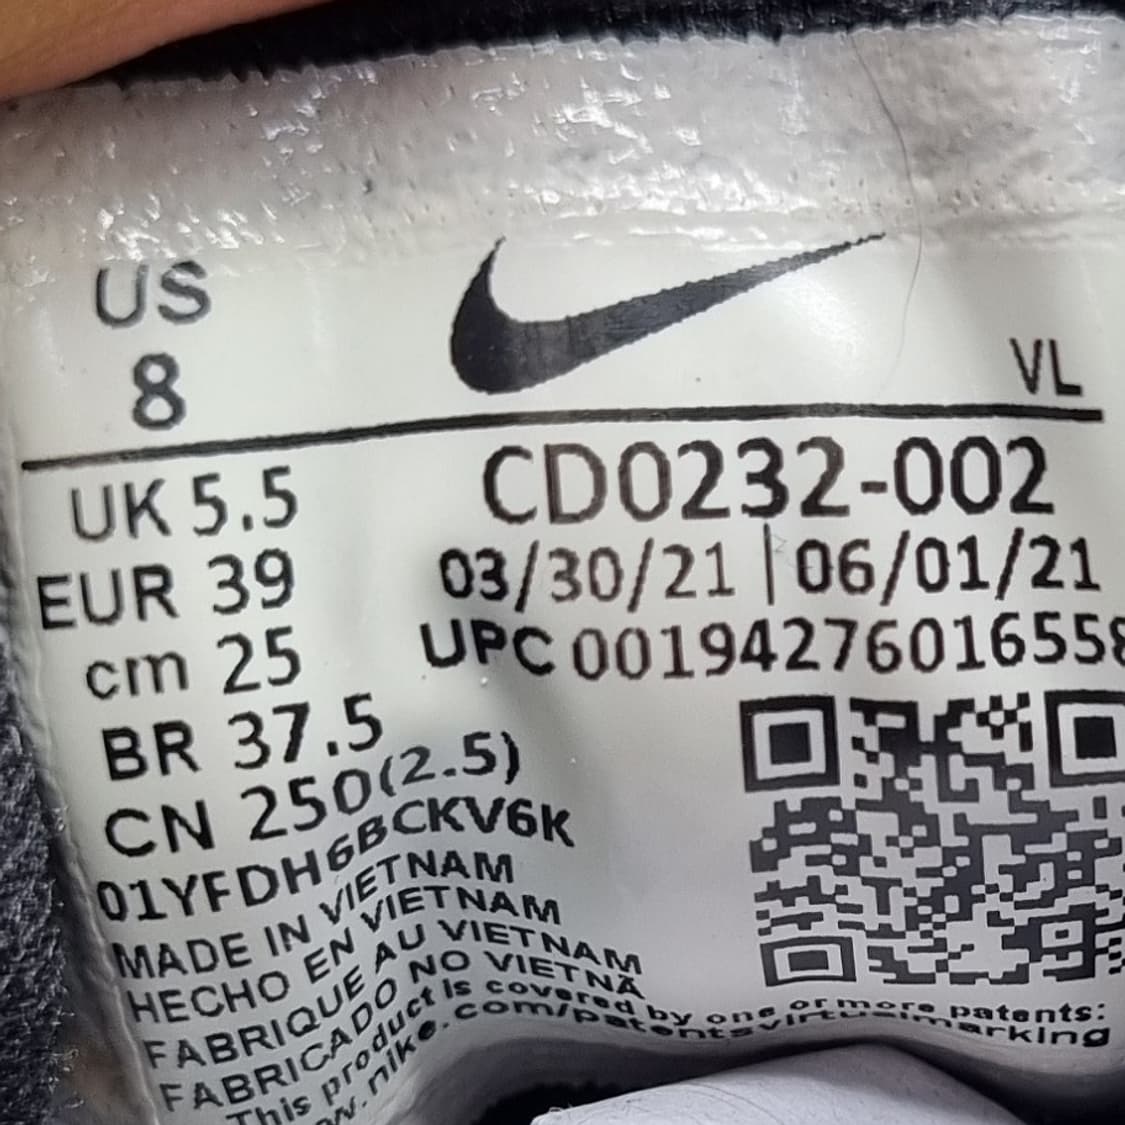 US
8
VL
UK 5.5
EUR 39
cm 25
BR 37.5
CN 250(2.5)
CD0232-002
03/30/21 | 06/01/21
UPC 00194276016558
01YFDH6BCKV6K
MADE IN VIETNAM
HECHO EN VIETNAM
FABRIQUE AU VIETNAM
FABRICADO NO VIETNÃ
This product is covered by one or more patents:
w.nike.com/patentsvirtualmarking